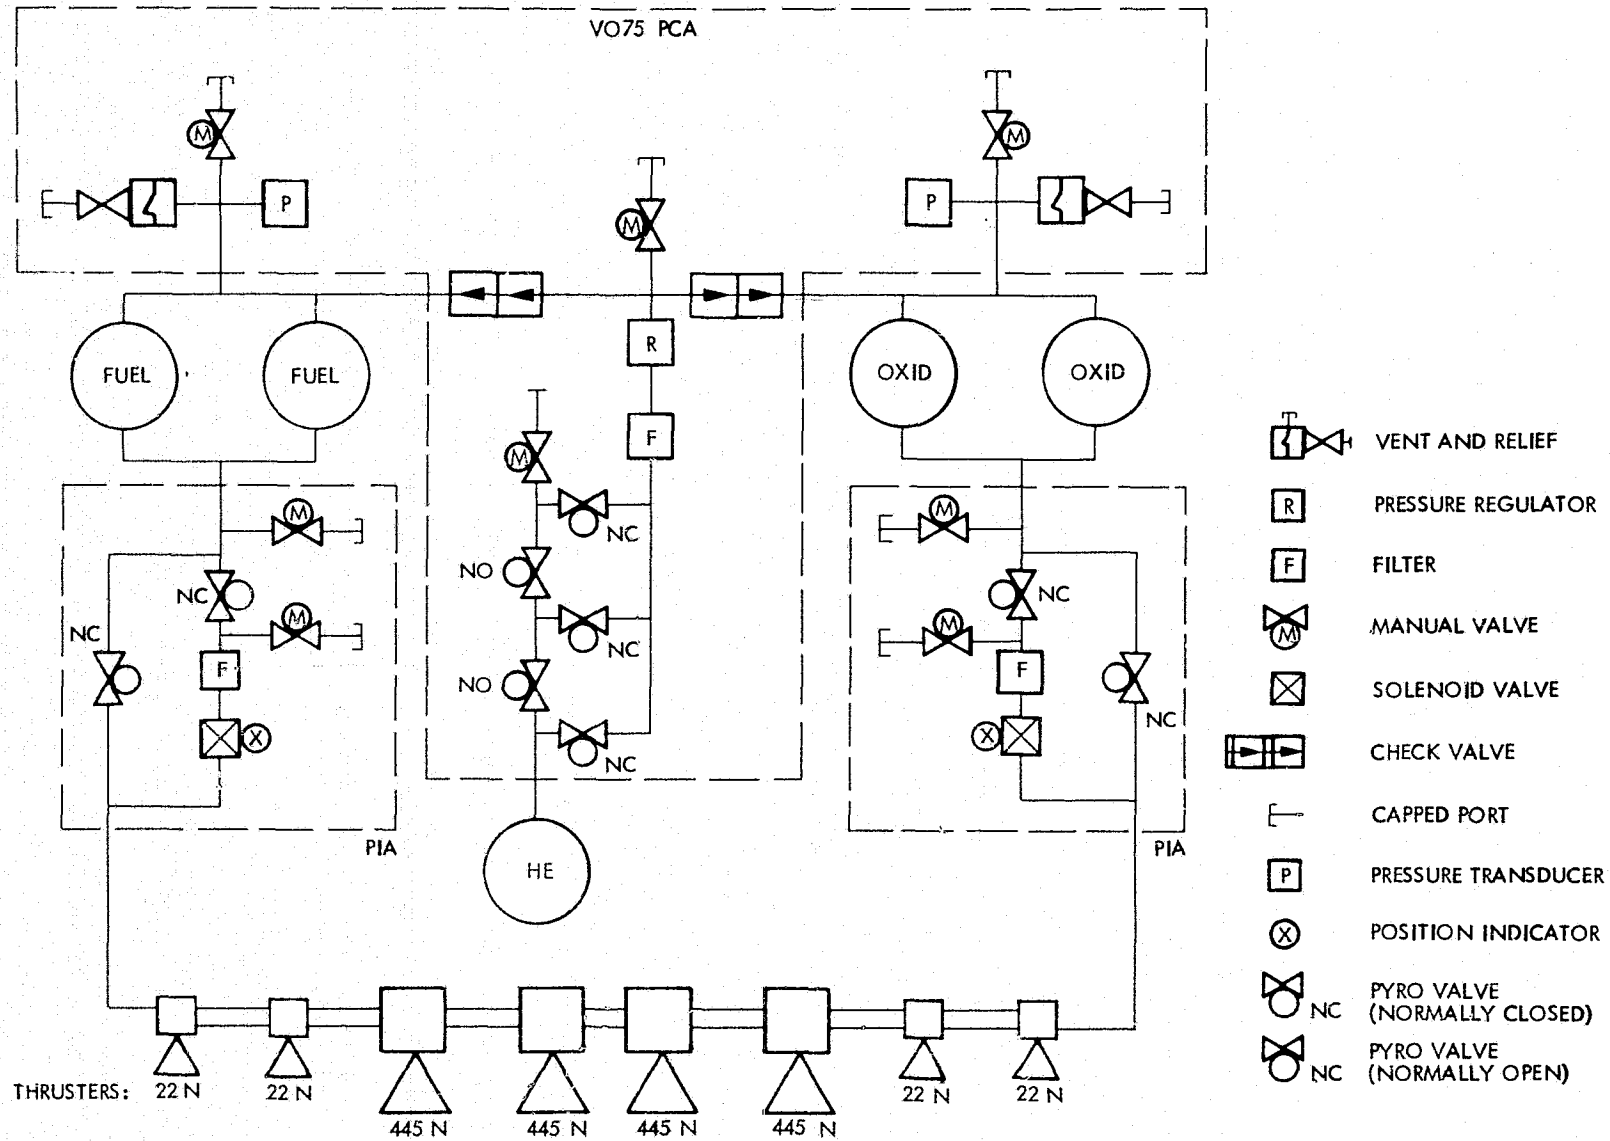 VO75 PCA
M
M
P
P
M
R
FUEL
FUEL
OXID
OXID
F
M
M
NC
M
NO
NC
NC
M
NC
M
NC
NC
F
NO
F
X
NC
X
NC
PIA
PIA
HE
THRUSTERS:
22 N
22 N
445 N
445 N
445 N
445 N
22 N
22 N
VENT AND RELIEF
R PRESSURE REGULATOR
F FILTER
M MANUAL VALVE
SOLENOID VALVE
CHECK VALVE
CAPPED PORT
P PRESSURE TRANSDUCER
X POSITION INDICATOR
NC PYRO VALVE
(NORMALLY CLOSED)
NC PYRO VALVE
(NORMALLY OPEN)